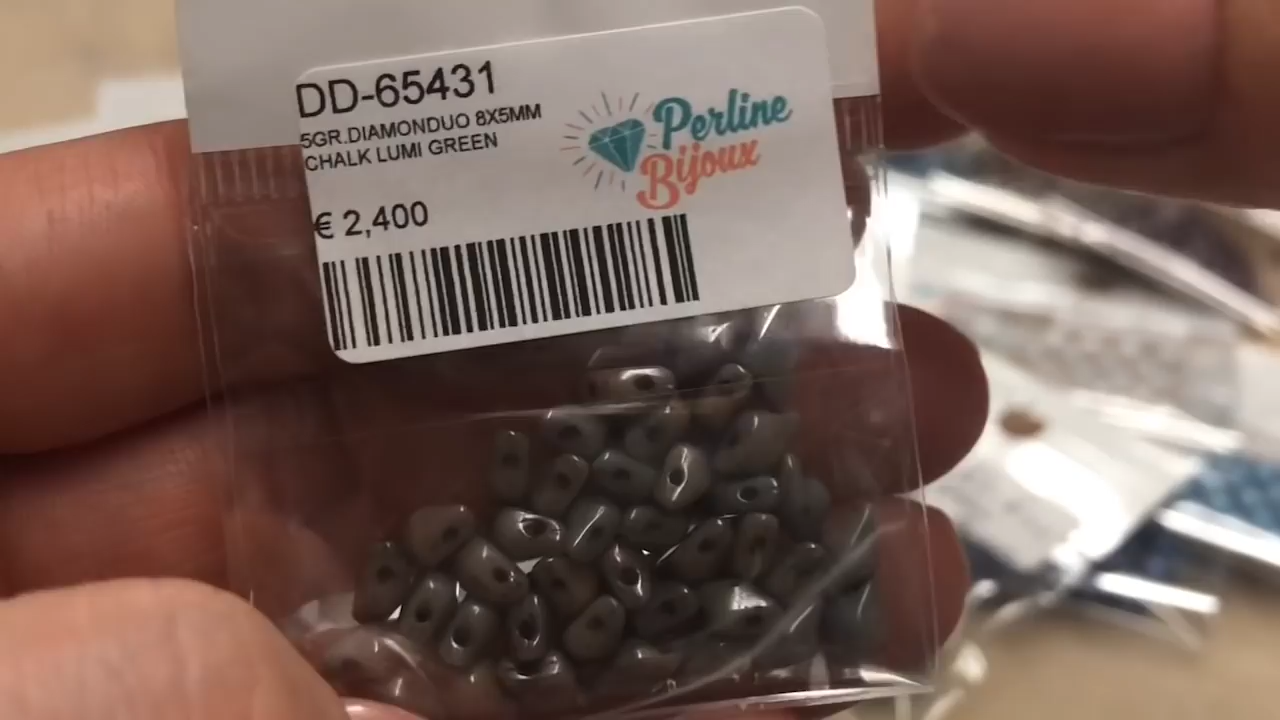 DD-65431
5GR.DIAMONDUO 8X5MM
CHALK LUMI GREEN
€ 2,400
Perline
Bijoux